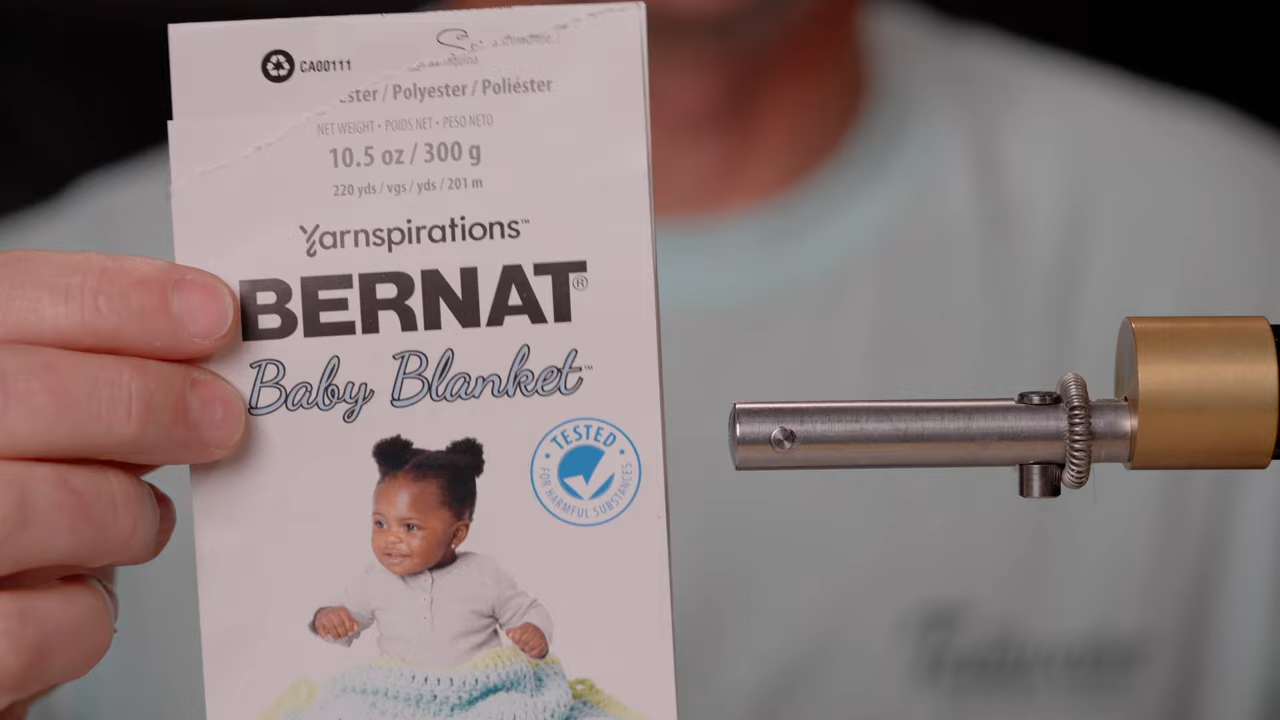 CA00111
ster / Polyester / Poliéster
NET WEIGHT • POIDS NET • PESO NETO
10.5 oz / 300 g
220 yds / vgs / yds / 201 m
Yarnspirations™
BERNAT®
Baby Blanket™
• TESTED •
FOR HARMFUL SUBSTANCES